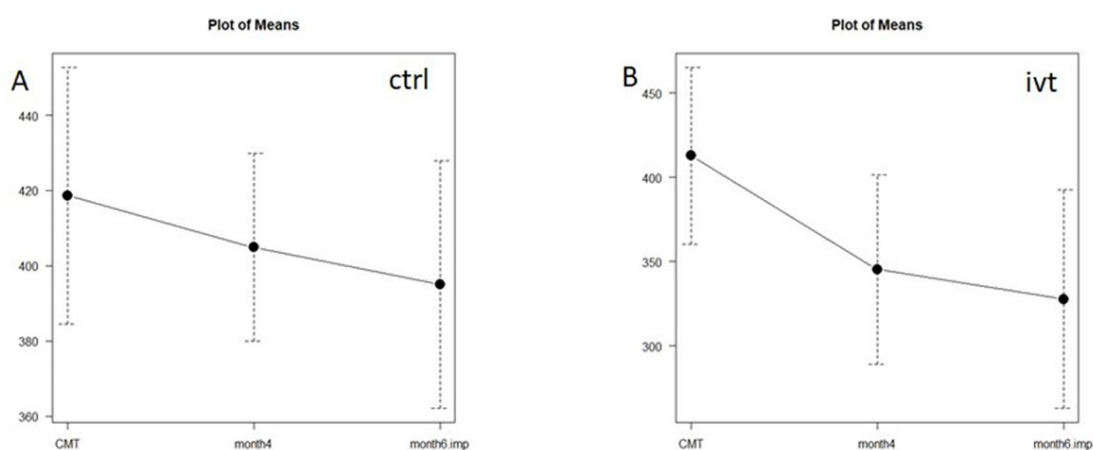 Plot of Means
A
ctrl
440
420
400
380
360
CMT
month4
month6.imp
Plot of Means
B
ivt
450
400
350
300
CMT
month4
month6.imp